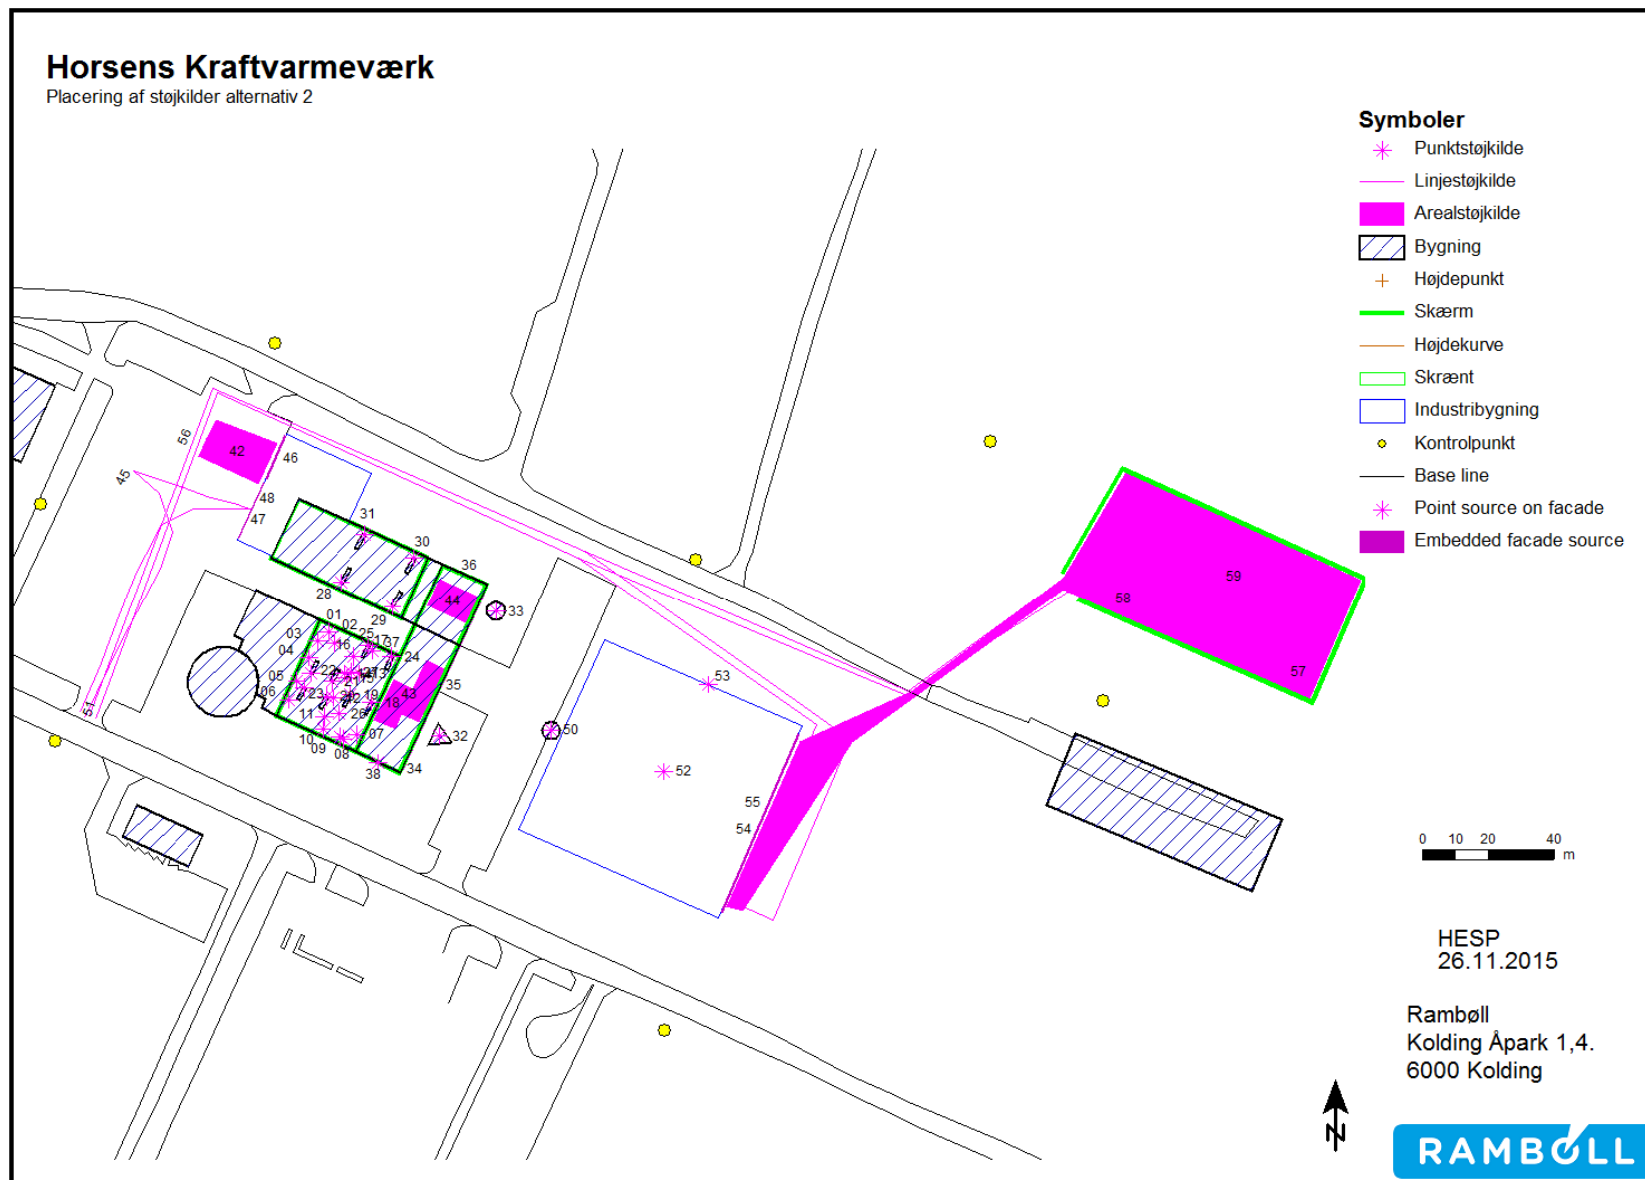 Horsens Kraftvarmeværk
Placering af støjkilder alternativ 2
Symboler
Punktstøjkilde
Linjestøjkilde
Arealstøjkilde
Bygning
Højdepunkt
Skærm
Højdekurve
Skrænt
Industribygning
Kontrolpunkt
Base line
Point source on facade
Embedded facade source
56
42
46
45
48
47
31
30
36
44
33
28
29
01
02
03
25
17
37
04
16
24
05
22
13
06
23
21
19
43
35
18
11
26
10
07
09
08
38
34
32
51
50
53
52
55
54
59
58
57
0 10 20 40
m
HESP
26.11.2015
Rambøll
Kolding Åpark 1,4.
6000 Kolding
N
RAMBOLL